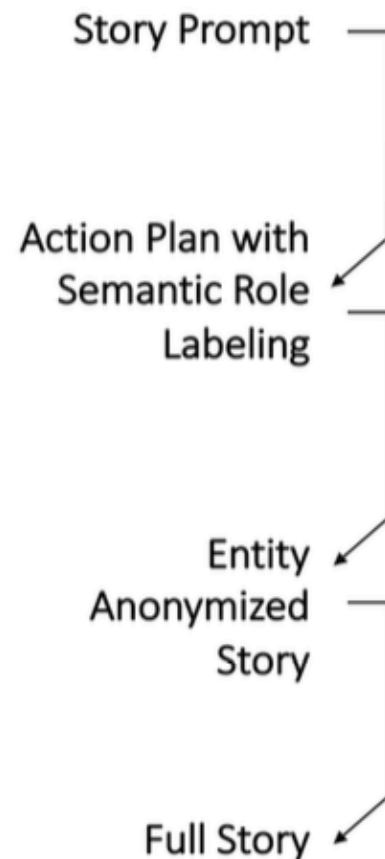 Story Prompt
Action Plan with
Semantic Role
Labeling
Entity
Anonymized
Story
Full Story